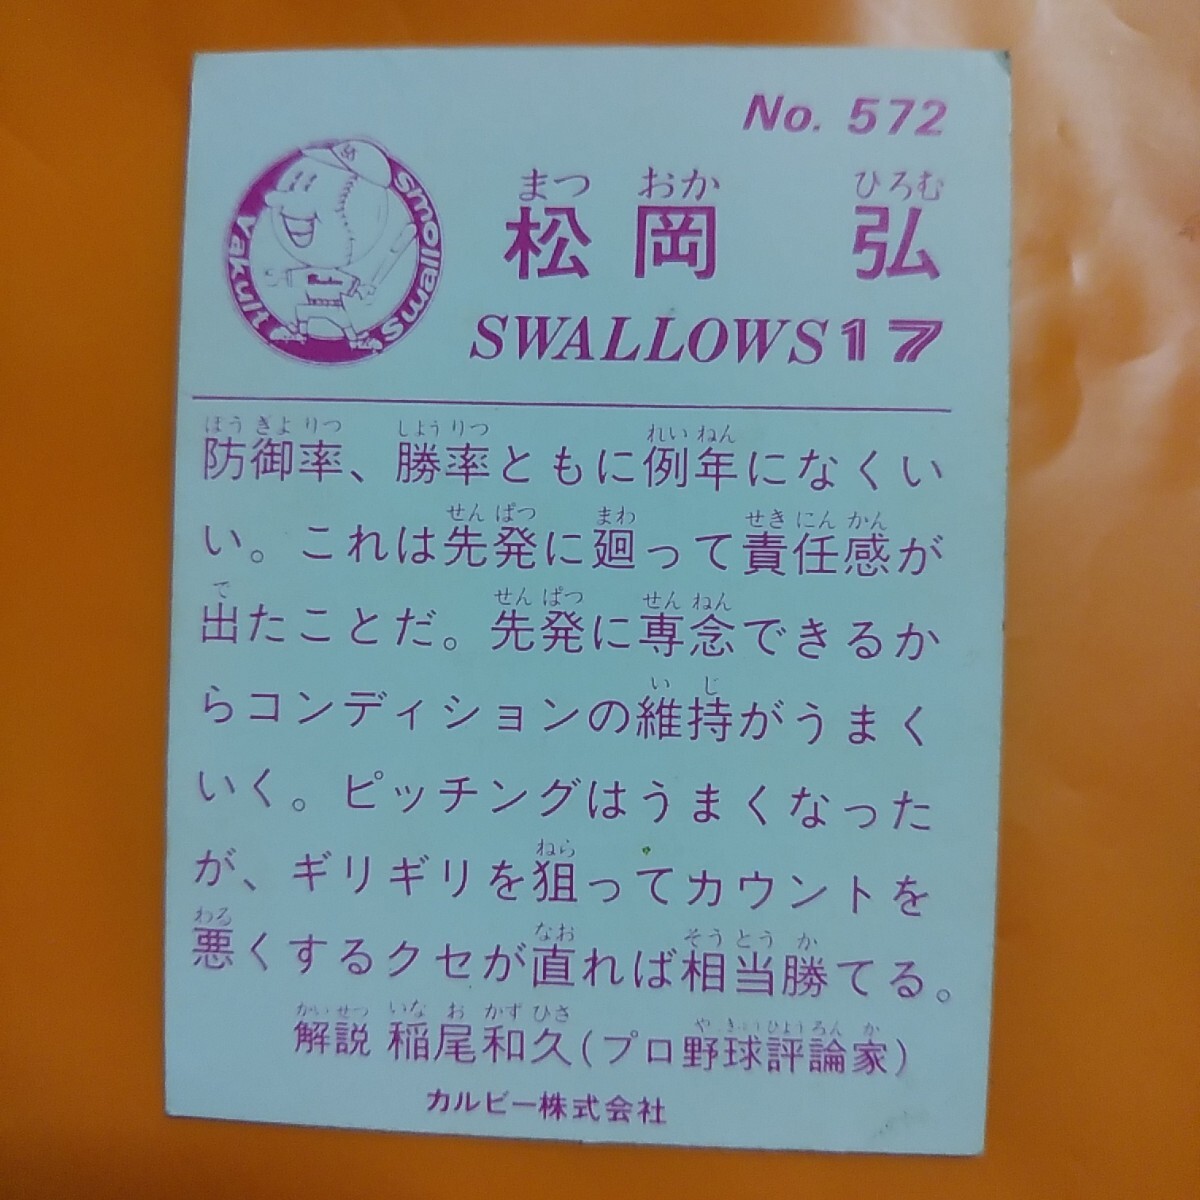 No. 572
まつ おか ひろむ
松岡 弘
Smollams
Yakult
SWALLOWS 17
ほう ぎよ りつ しよう りつ れい ねん
防御率、勝率ともに例年になくい
せん ぱつ まわ せき にん かん
い。これは先発に廻って責任感が
で せん ぱつ せん ねん
出たことだ。先発に専念できるか
い じ
らコンディションの維持がうまく
いく。ピッチングはうまくなった
ねら
が、ギリギリを狙ってカウントを
わる なお そう とう か
悪くするクセが直れば相当勝てる。
かい せつ いな お かず ひさ や きゆう ひよう ろん か
解説 稲尾和久(プロ野球評論家)
カルビー株式会社